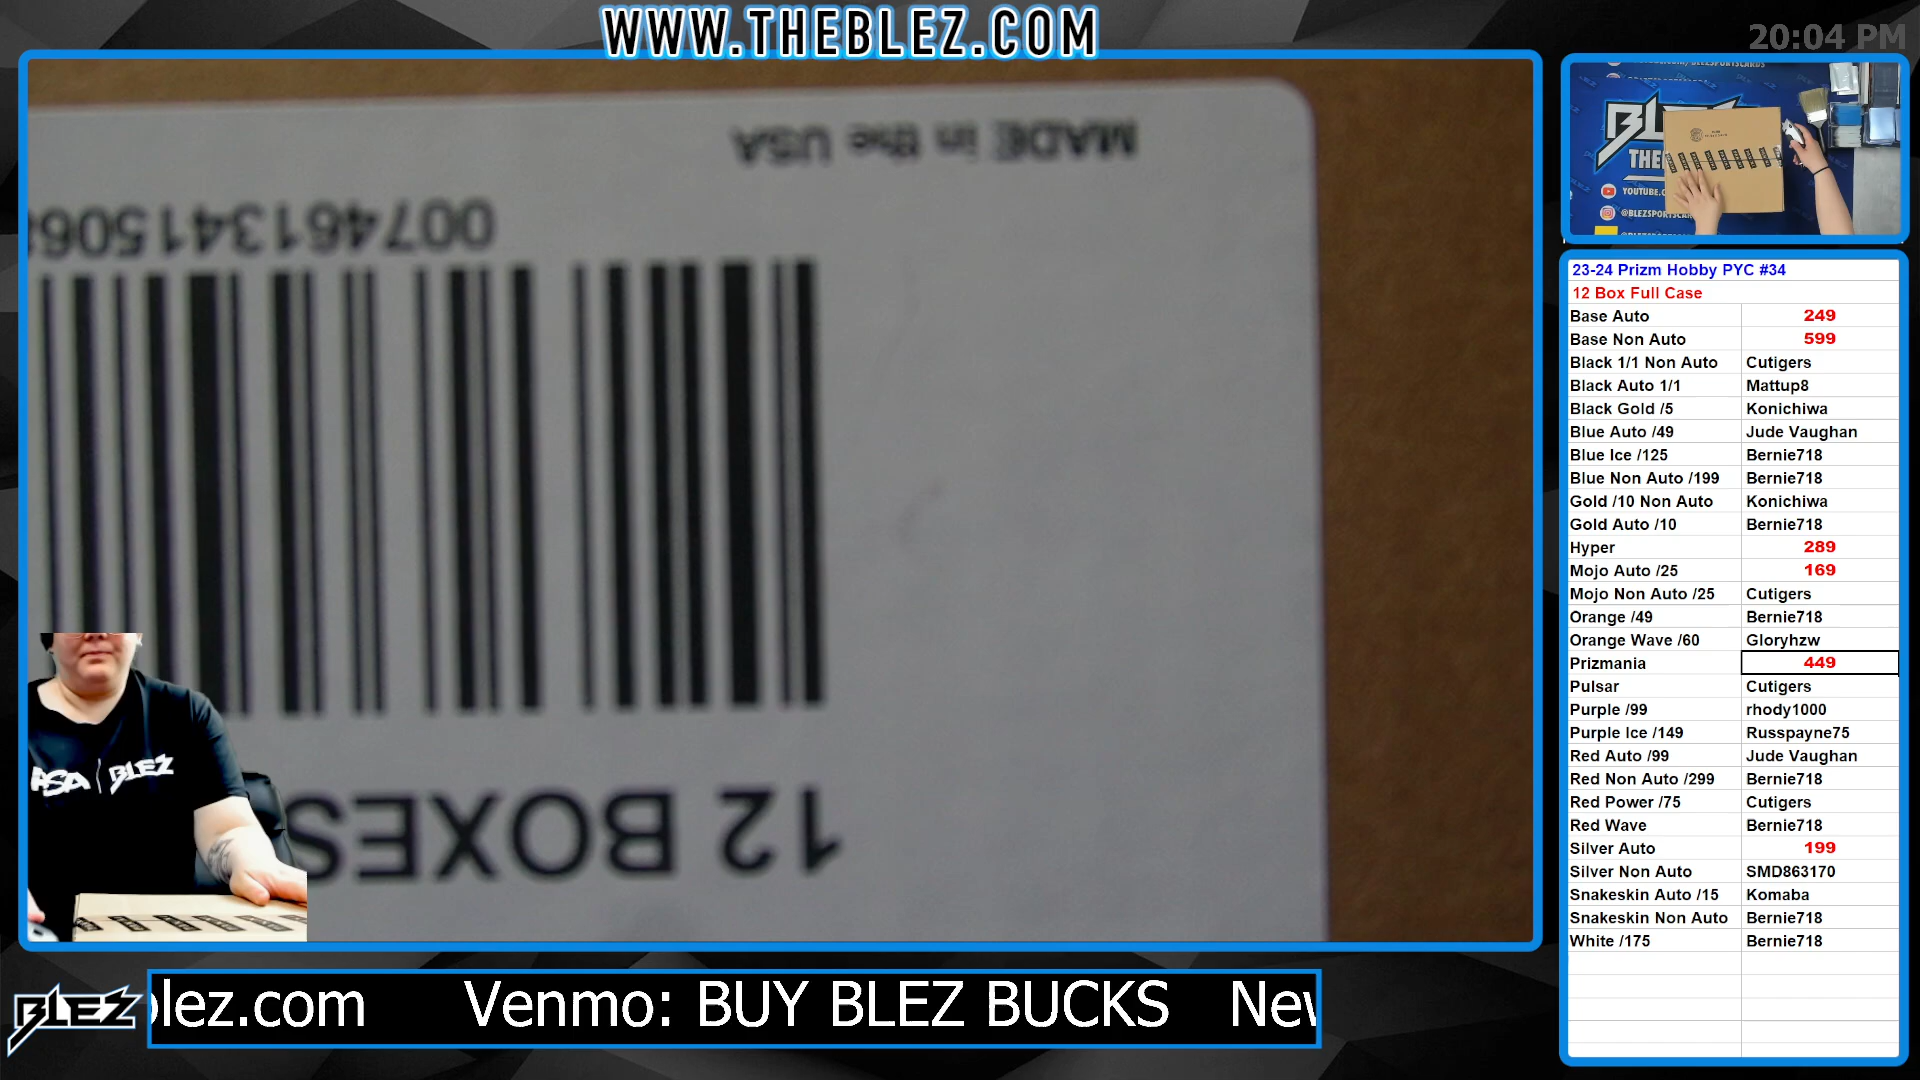 WWW.THEBLEZ.COM
20:04 PM
MADE in the USA
00746134150
12 BOXES
BLEZ
THE
YOUTUBE.C
@BLEZSPORTSCAR
23-24 Prizm Hobby PYC #34
12 Box Full Case
Base Auto 249
Base Non Auto 599
Black 1/1 Non Auto Cutigers
Black Auto 1/1 Mattup8
Black Gold /5 Konichiwa
Blue Auto /49 Jude Vaughan
Blue Ice /125 Bernie718
Blue Non Auto /199 Bernie718
Gold /10 Non Auto Konichiwa
Gold Auto /10 Bernie718
Hyper 289
Mojo Auto /25 169
Mojo Non Auto /25 Cutigers
Orange /49 Bernie718
Orange Wave /60 Gloryhzw
Prizmania 449
Pulsar Cutigers
Purple /99 rhody1000
Purple Ice /149 Russpayne75
Red Auto /99 Jude Vaughan
Red Non Auto /299 Bernie718
Red Power /75 Cutigers
Red Wave Bernie718
Silver Auto 199
Silver Non Auto SMD863170
Snakeskin Auto /15 Komaba
Snakeskin Non Auto Bernie718
White /175 Bernie718
BLEZ
BLEZ
lez.com Venmo: BUY BLEZ BUCKS New